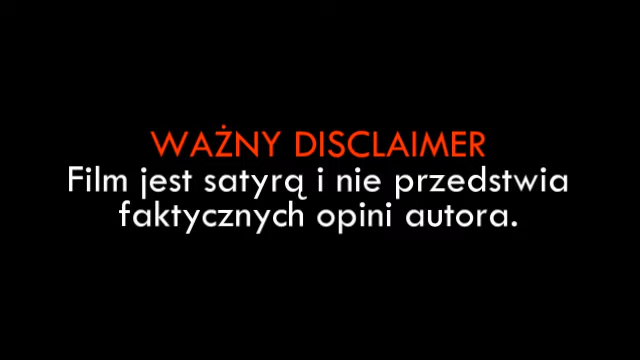 WAŻNY DISCLAIMER
Film jest satyrą i nie przedstwia
faktycznych opini autora.